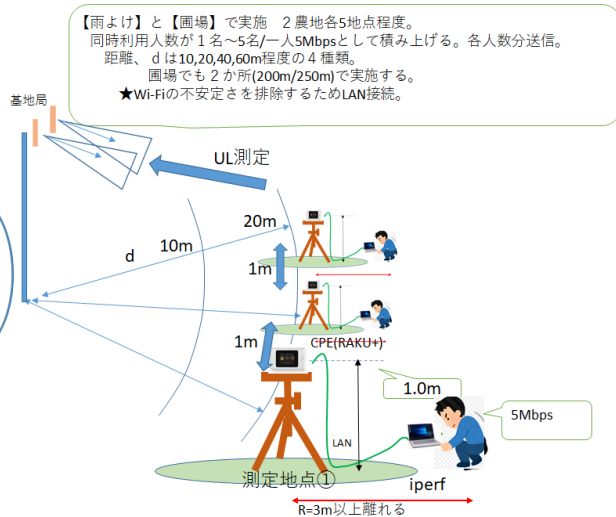 【雨よけ】と【圃場】で実施　２農地各5地点程度。
同時利用人数が１名～5名/一人5Mbpsとして積み上げる。各人数分送信。
距離、ｄは10,20,40,60m程度の４種類。
圃場でも２か所(200m/250m)で実施する。
★Wi-Fiの不安定さを排除するためLAN接続。
基地局
UL測定
20m
10m
d
1m
1m
CPE(RAKU+)
1.0m
5Mbps
LAN
測定地点①
iperf
R=3m以上離れる